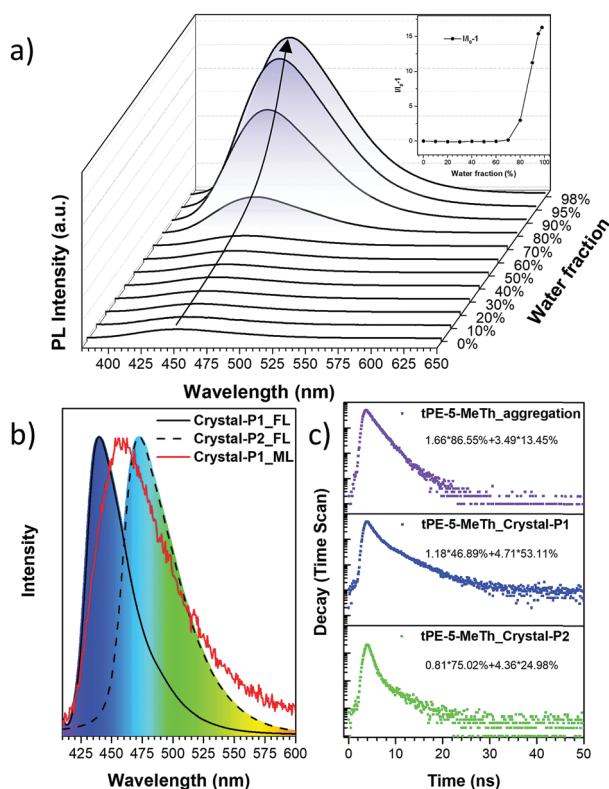 a)
PL Intensity (a.u.)
I/I₀-1
15
10
5
0
I/I₀-1
0 20 40 60 80 100
Water fraction (%)
98%
95%
90%
80%
70%
60%
50%
40%
30%
20%
10%
0%
Water fraction
400 425 450 475 500 525 550 575 600 625 650
Wavelength (nm)
b)
Crystal-P1_FL
Crystal-P2_FL
Crystal-P1_ML
Intensity
425 450 475 500 525 550 575 600
Wavelength (nm)
c)
Decay (Time Scan)
tPE-5-MeTh_aggregation
1.66*86.55%+3.49*13.45%
tPE-5-MeTh_Crystal-P1
1.18*46.89%+4.71*53.11%
tPE-5-MeTh_Crystal-P2
0.81*75.02%+4.36*24.98%
0 10 20 30 40 50
Time (ns)